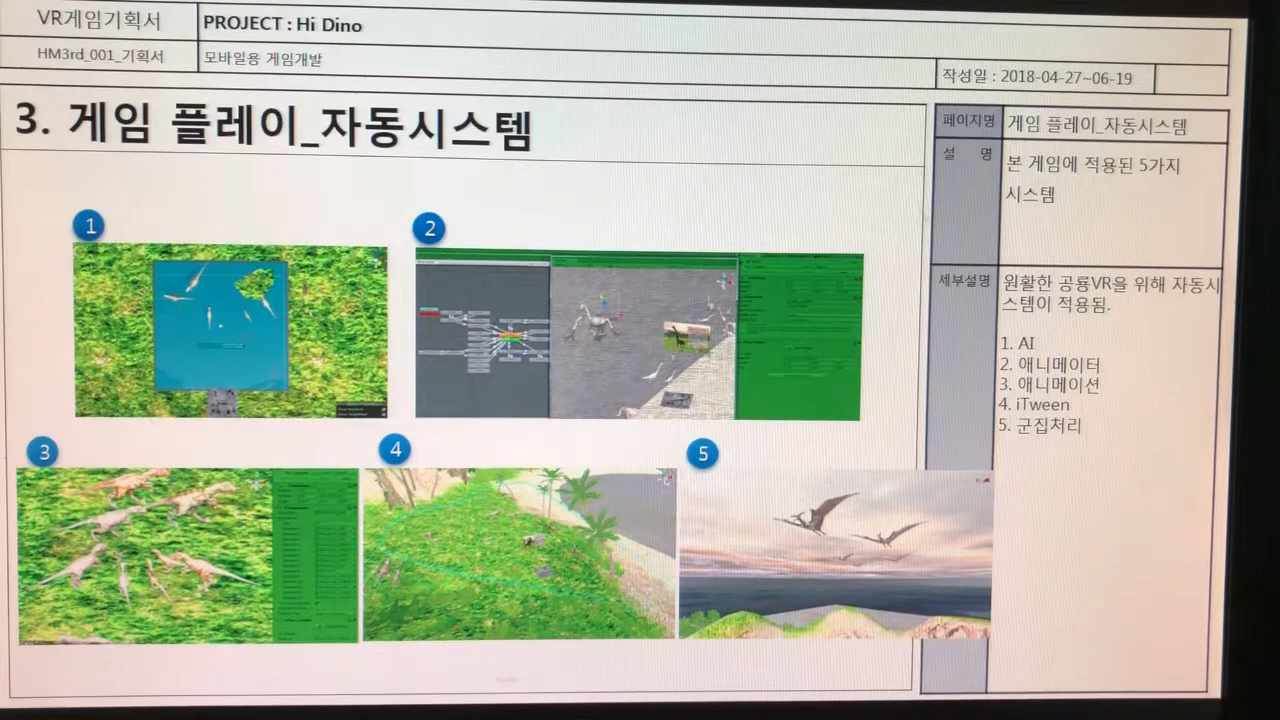 VR게임기획서
PROJECT : Hi Dino
HM3rd_001_기획서
모바일용 게임개발
작성일 : 2018-04-27~06-19
3. 게임 플레이_자동시스템
페이지명
게임 플레이_자동시스템
설 명
본 게임에 적용된 5가지
시스템
세부설명
원활한 공룡VR을 위해 자동시
스템이 적용됨.
1. AI
2. 애니메이터
3. 애니메이션
4. iTween
5. 군집처리
1
2
3
4
5